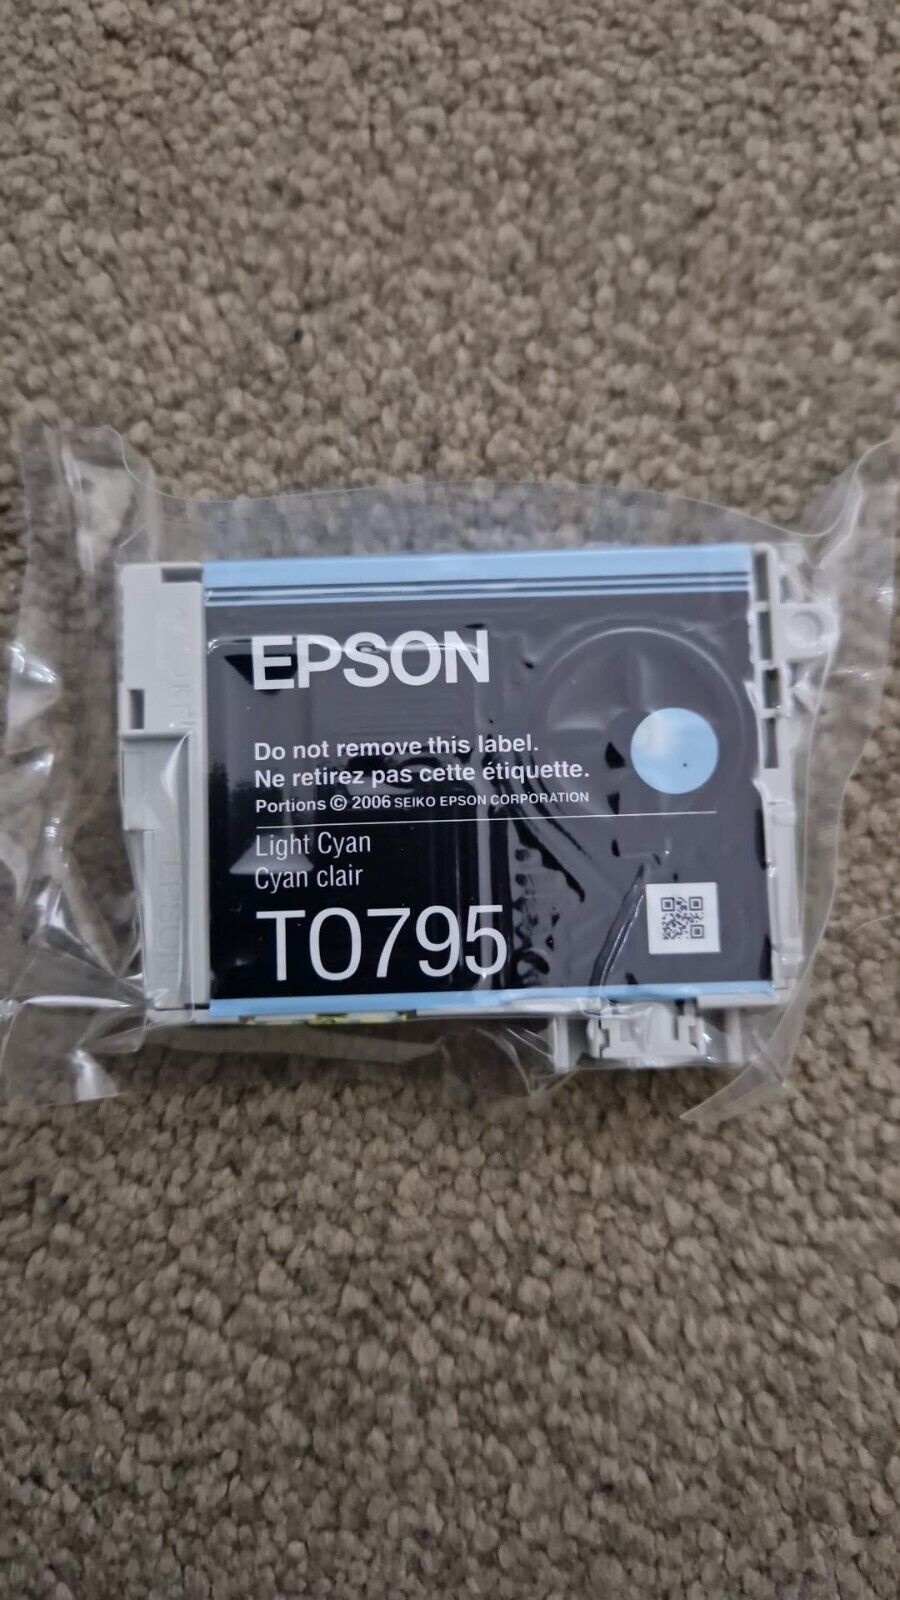 EPSON
Do not remove this label.
Ne retirez pas cette étiquette.
Portions © 2006 SEIKO EPSON CORPORATION
Light Cyan
Cyan clair
T0795